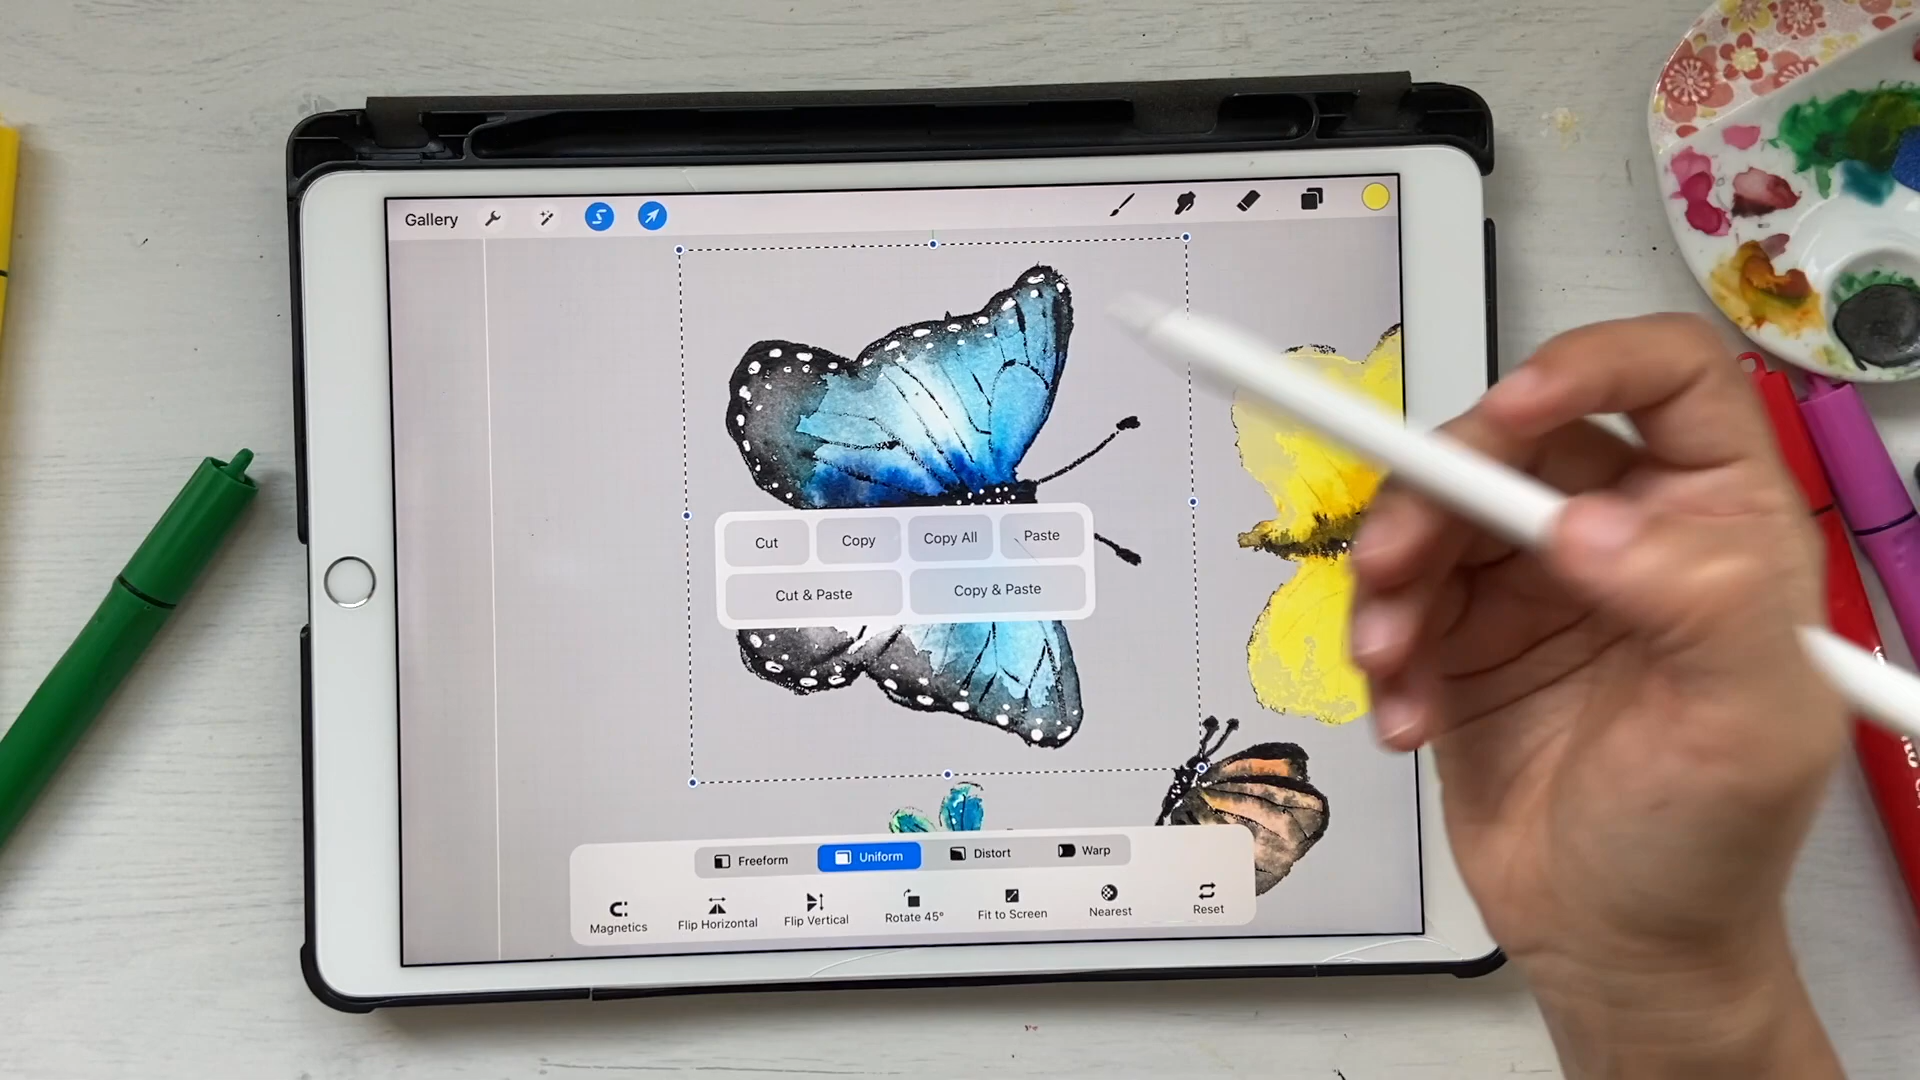 Gallery
Cut Copy Copy All Paste
Cut & Paste Copy & Paste
Freeform Uniform Distort Warp
Magnetics Flip Horizontal Flip Vertical Rotate 45° Fit to Screen Nearest Reset